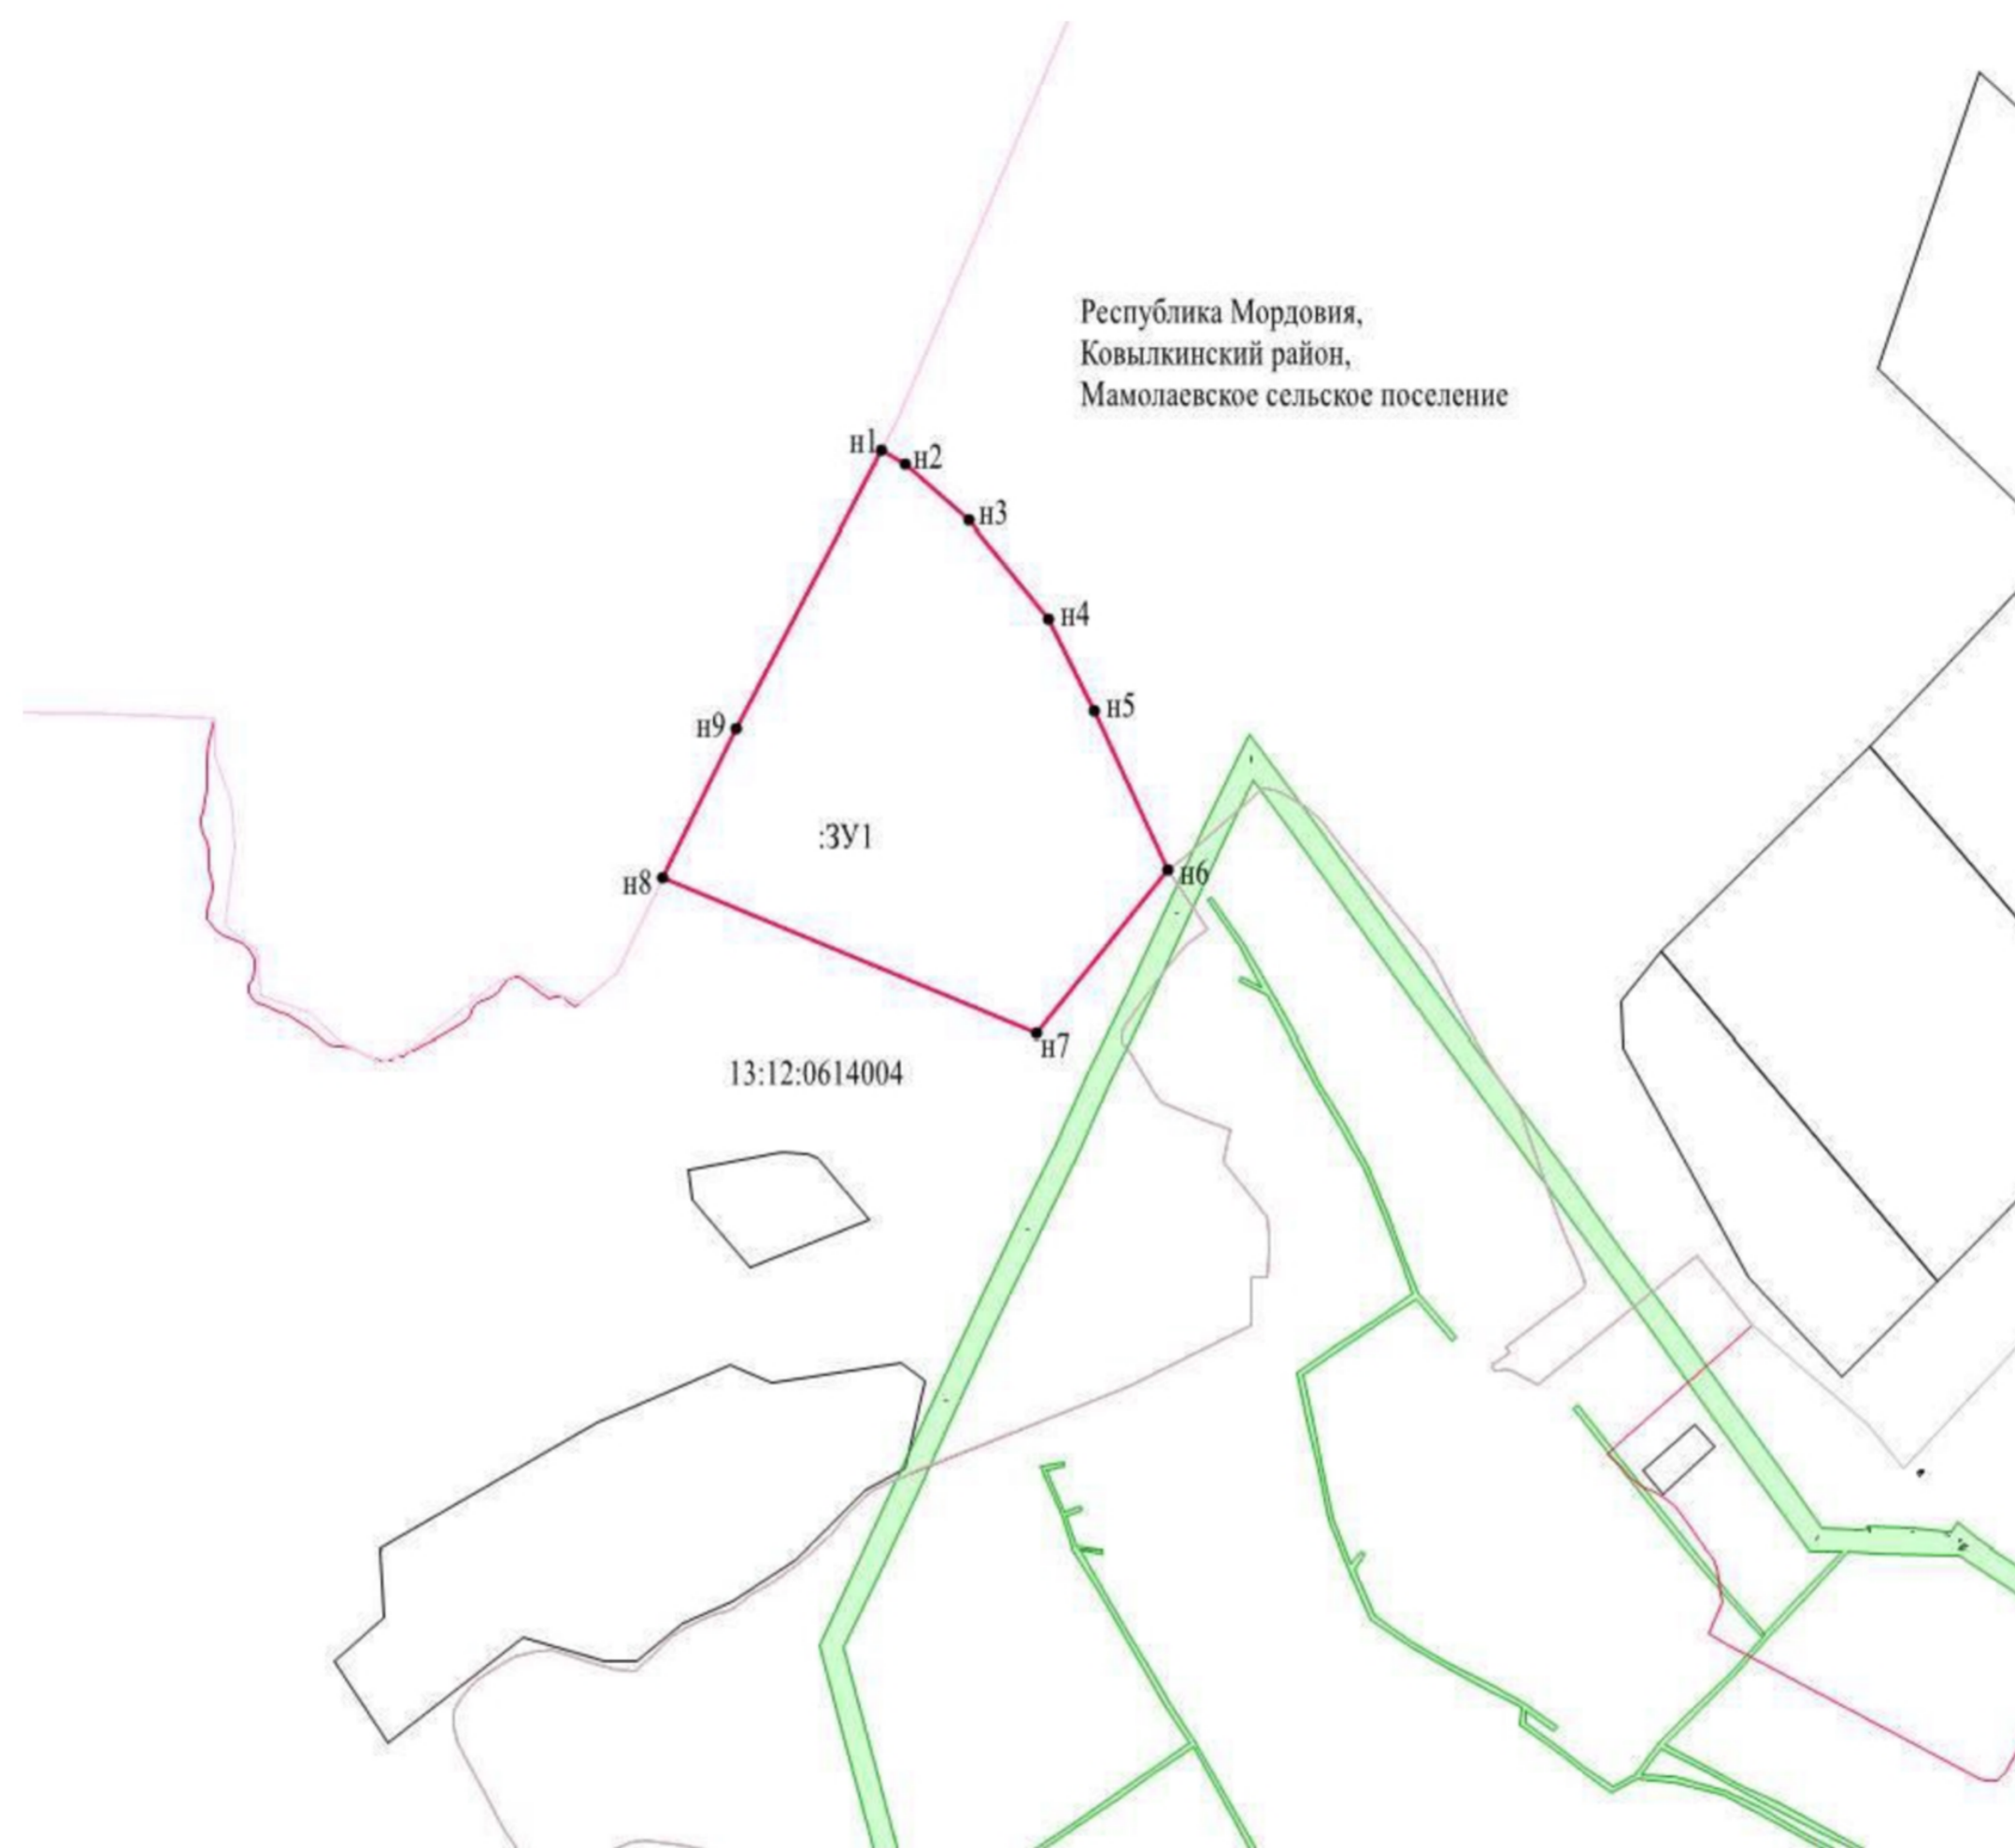 Республика Мордовия,
Ковылкинский район,
Мамолаевское сельское поселение
н1
н2
н3
н4
н5
н9
:ЗУ1
н6
н8
н7
13:12:0614004